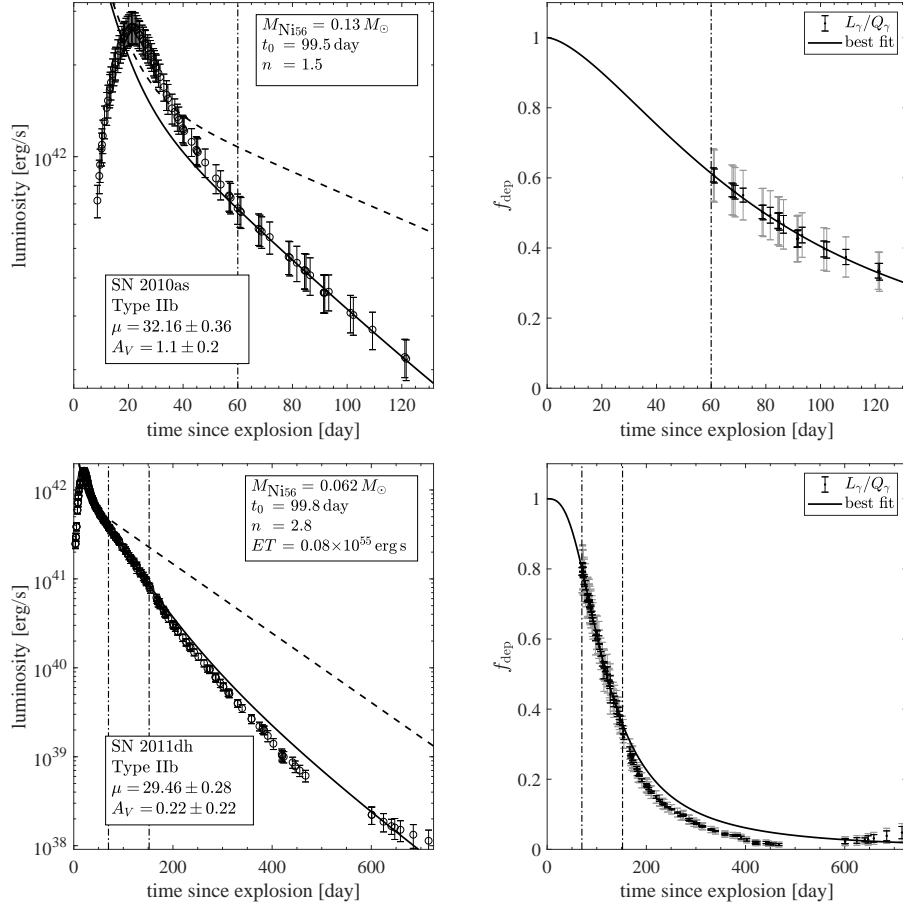 M_Ni56 = 0.13 M_⊙
t_0 = 99.5 day
n = 1.5
10^42
luminosity [erg/s]
SN 2010as
Type IIb
μ = 32.16 ± 0.36
A_V = 1.1 ± 0.2
0 20 40 60 80 100 120
time since explosion [day]
L_γ/Q_γ
best fit
1
0.8
0.6
0.4
0.2
0
f_dep
0 20 40 60 80 100 120
time since explosion [day]
M_Ni56 = 0.062 M_⊙
t_0 = 99.8 day
n = 2.8
ET = 0.08×10^55 erg s
10^42
10^41
10^40
10^39
10^38
luminosity [erg/s]
SN 2011dh
Type IIb
μ = 29.46 ± 0.28
A_V = 0.22 ± 0.22
0 200 400 600
time since explosion [day]
L_γ/Q_γ
best fit
1
0.8
0.6
0.4
0.2
0
f_dep
0 200 400 600
time since explosion [day]